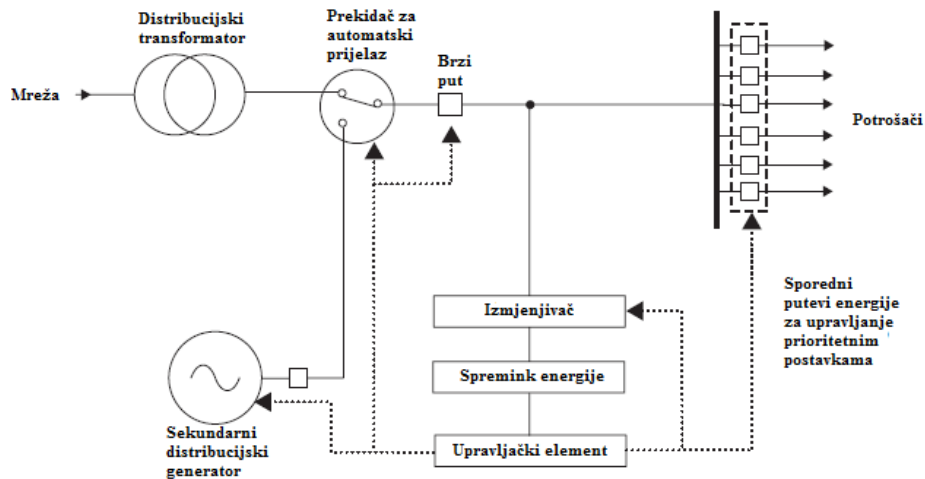 Distribucijski
transformator
Prekidač za
automatski
prijelaz
Brzi
put
Mreža
Potrošači
Sporedni
putevi energije
za upravljanje
prioritetnim
postavkama
Izmjenjivač
Spremink energije
Upravljački element
Sekundarni
distribucijski
generator